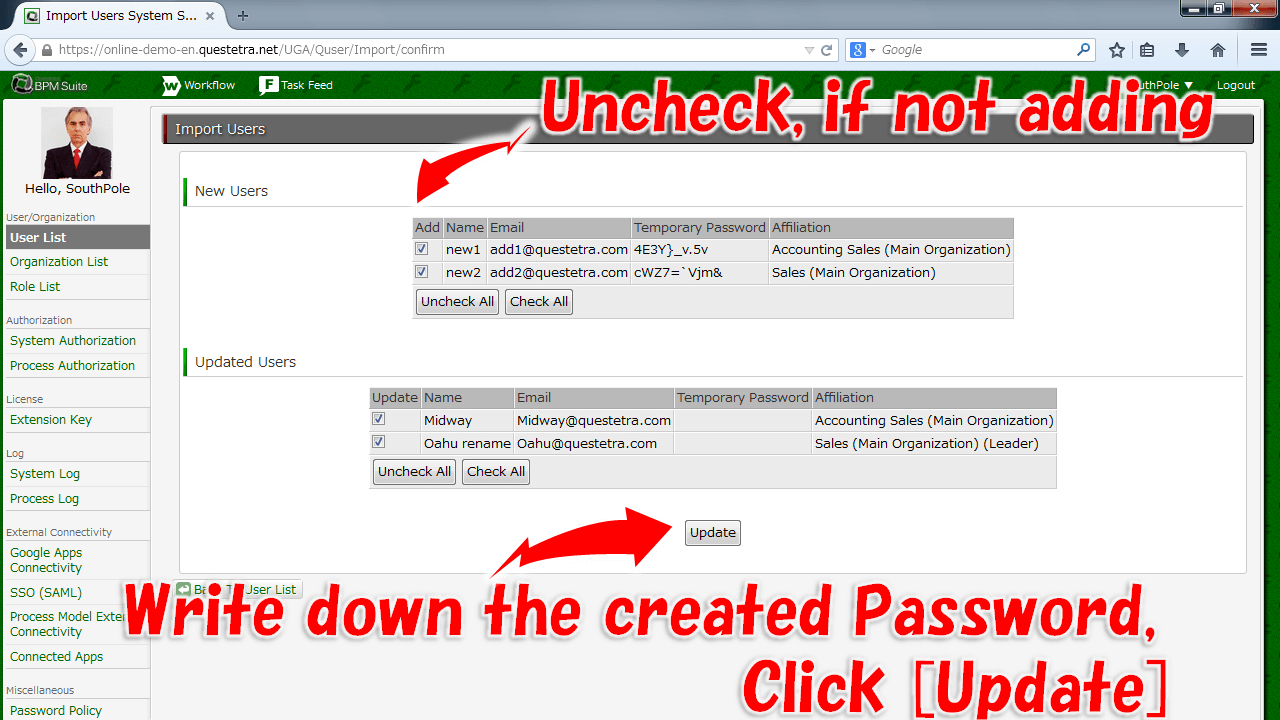 Import Users System S...
https://online-demo-en.questetra.net/UGA/Quser/Import/confirm
Google
BPM Suite
Workflow
Task Feed
Logout
Uncheck, if not adding
Hello, SouthPole
User/Organization
User List
Organization List
Role List
Authorization
System Authorization
Process Authorization
License
Extension Key
Log
System Log
Process Log
External Connectivity
Google Apps
Connectivity
SSO (SAML)
Process Model
Connectivity
Connected Apps
Miscellaneous
Password Policy
Import Users
New Users
Add Name Email Temporary Password Affiliation
new1 add1@questetra.com 4E3Y}_v.5v Accounting Sales (Main Organization)
new2 add2@questetra.com cWZ7=`Vjm& Sales (Main Organization)
Uncheck All Check All
Updated Users
Update Name Email Temporary Password Affiliation
Midway Midway@questetra.com Accounting Sales (Main Organization)
Oahu rename Oahu@questetra.com Sales (Main Organization) (Leader)
Uncheck All Check All
Update
User List
Write down the created Password,
Click [Update]